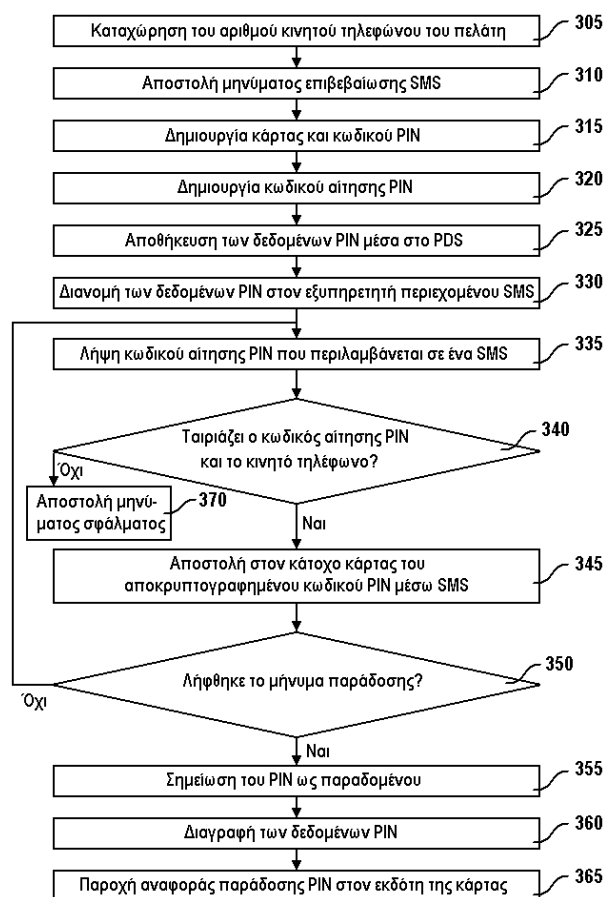 Καταχώρηση του αριθμού κινητού τηλεφώνου του πελάτη
305
Αποστολή μηνύματος επιβεβαίωσης SMS
310
Δημιουργία κάρτας και κωδικού PIN
315
Δημιουργία κωδικού αίτησης PIN
320
Αποθήκευση των δεδομένων PIN μέσα στο PDS
325
Διανομή των δεδομένων PIN στον εξυπηρετητή περιεχομένου SMS
330
Λήψη κωδικού αίτησης PIN που περιλαμβάνεται σε ένα SMS
335
Ταιριάζει ο κωδικός αίτησης PIN
και το κινητό τηλέφωνο?
340
Όχι
Αποστολή μηνύ-
ματος σφάλματος
370
Ναι
Αποστολή στον κάτοχο κάρτας του
αποκρυπτογραφημένου κωδικού PIN μέσω SMS
345
Λήφθηκε το μήνυμα παράδοσης?
350
Όχι
Ναι
Σημείωση του PIN ως παραδομένου
355
Διαγραφή των δεδομένων PIN
360
Παροχή αναφοράς παράδοσης PIN στον εκδότη της κάρτας
365